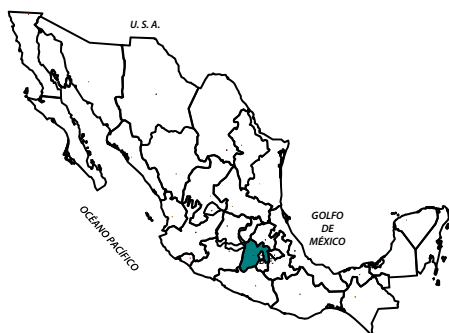 U. S. A.
GOLFO
DE
MÉXICO
OCÉANO PACÍFICO